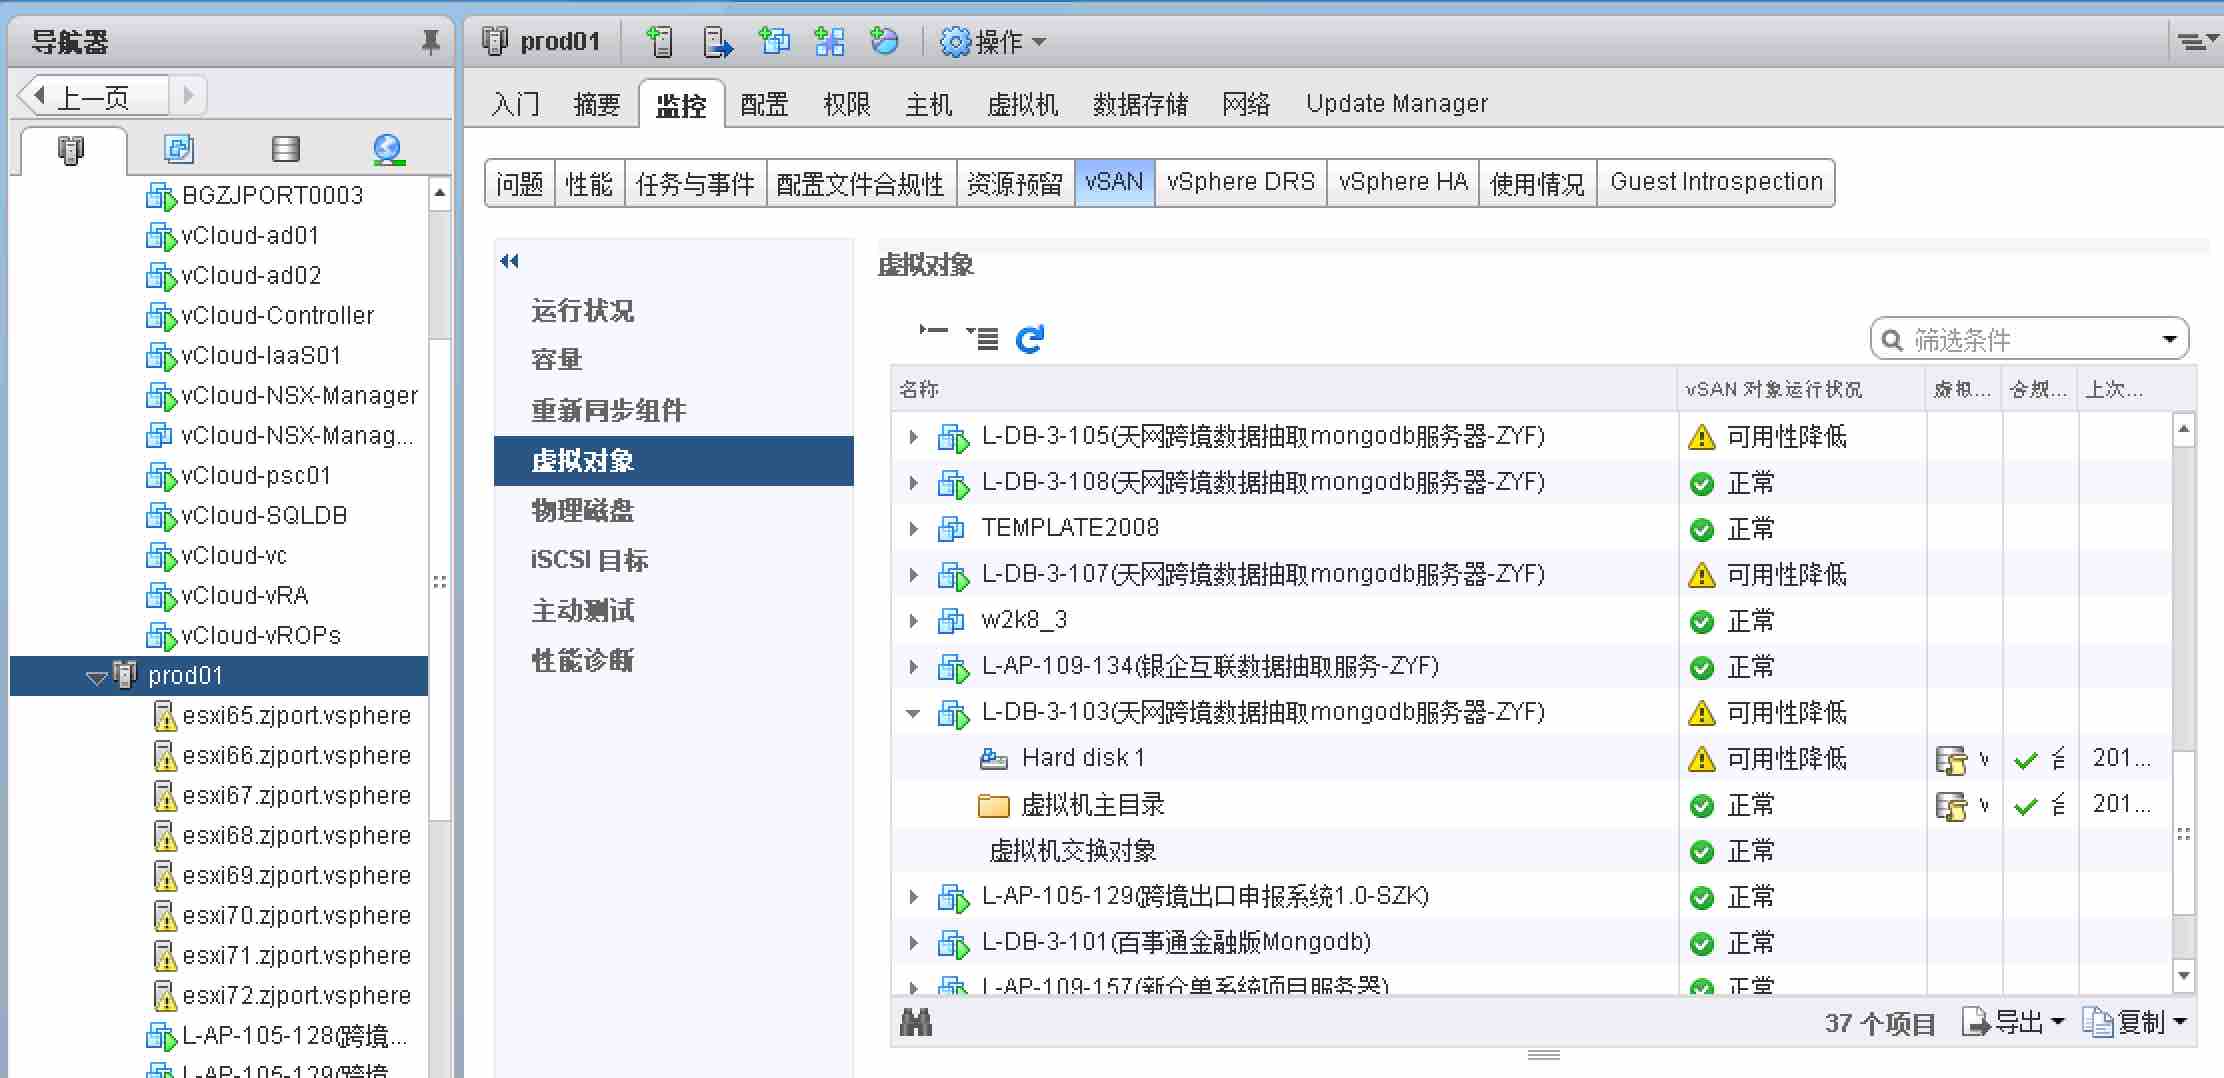 导航器
上一页
BGZJPORT0003
vCloud-ad01
vCloud-ad02
vCloud-Controller
vCloud-IaaS01
vCloud-NSX-Manager
vCloud-NSX-Manag...
vCloud-psc01
vCloud-SQLDB
vCloud-vc
vCloud-vRA
vCloud-vROPs
prod01
esxi65.zjport.vsphere
esxi66.zjport.vsphere
esxi67.zjport.vsphere
esxi68.zjport.vsphere
esxi69.zjport.vsphere
esxi70.zjport.vsphere
esxi71.zjport.vsphere
esxi72.zjport.vsphere
L-AP-105-128(跨境...
L-AP-105-129(跨境
prod01 操作
入门 摘要 监控 配置 权限 主机 虚拟机 数据存储 网络 Update Manager
问题 性能 任务与事件 配置文件合规性 资源预留 vSAN vSphere DRS vSphere HA 使用情况 Guest Introspection
运行状况
容量
重新同步组件
虚拟对象
物理磁盘
iSCSI 目标
主动测试
性能诊断
虚拟对象
筛选条件
名称 vSAN 对象运行状况 虚拟... 合规... 上次...
L-DB-3-105(天网跨境数据抽取mongodb服务器-ZYF) 可用性降低
L-DB-3-108(天网跨境数据抽取mongodb服务器-ZYF) 正常
TEMPLATE2008 正常
L-DB-3-107(天网跨境数据抽取mongodb服务器-ZYF) 可用性降低
w2k8_3 正常
L-AP-109-134(银企互联数据抽取服务-ZYF) 正常
L-DB-3-103(天网跨境数据抽取mongodb服务器-ZYF) 可用性降低
Hard disk 1 可用性降低 201...
虚拟机主目录 正常 201...
虚拟机交换对象 正常
L-AP-105-129(跨境出口申报系统1.0-SZK) 正常
L-DB-3-101(百事通金融版Mongodb) 正常
L-AP-109-157(新仓单系统项目服务器) 正常
37 个项目 导出 复制